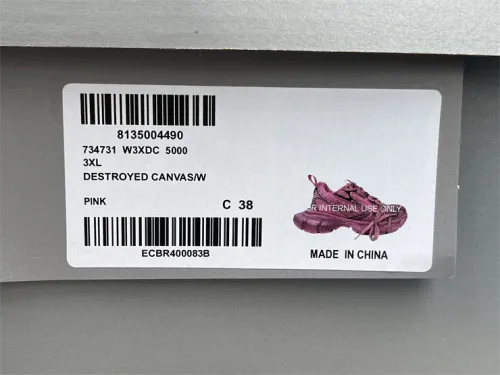 8135004490
734731 W3XDC 5000
3XL
DESTROYED CANVAS/W
PINK
C 38
ECBR400083B
R INTERNAL USE ONLY
MADE IN CHINA